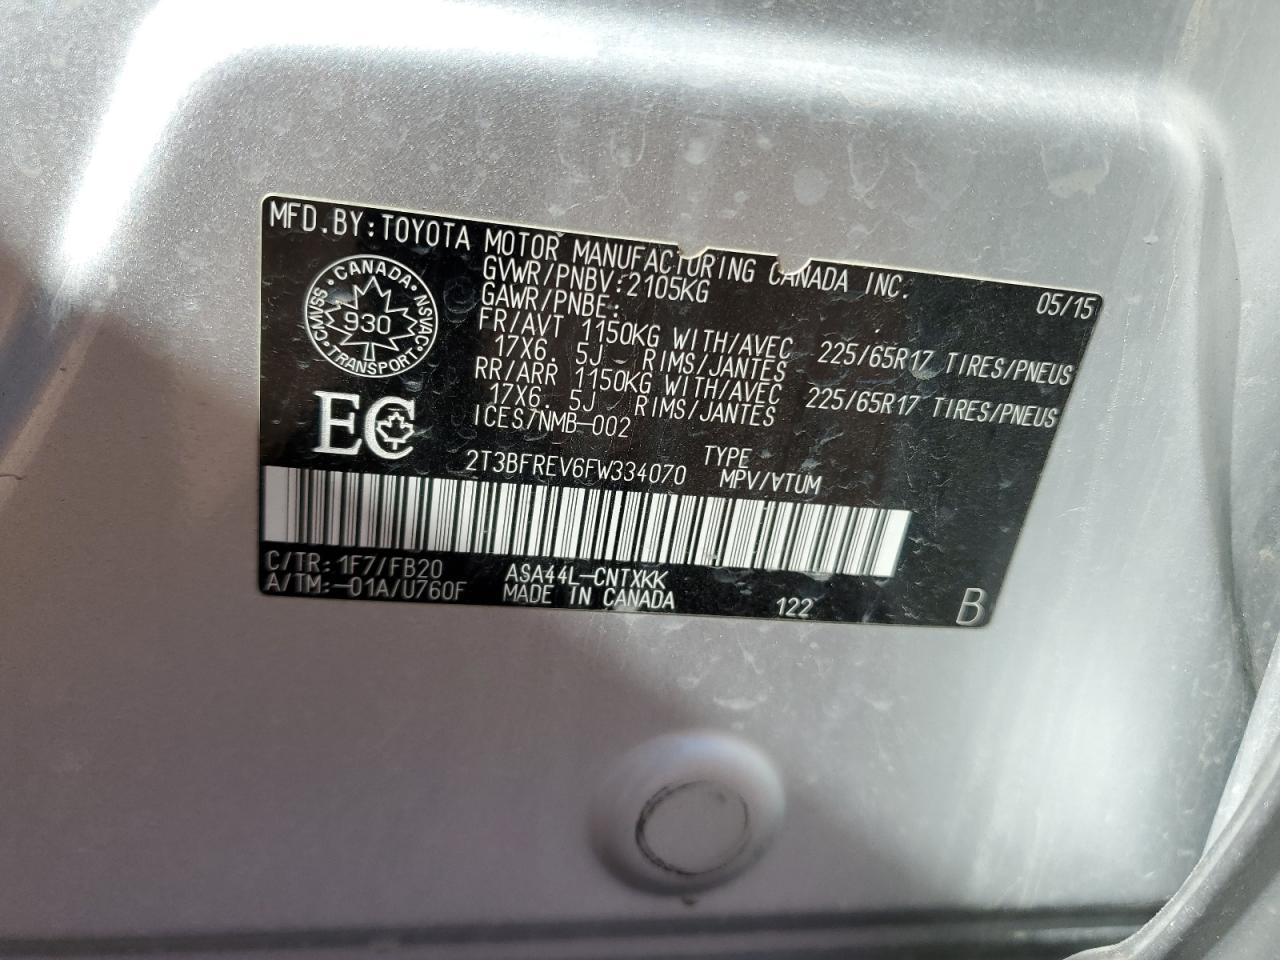 MFD.BY:TOYOTA MOTOR MANUFACTURING CANADA INC. 05/15
GVWR/PNBV:2105KG
GAWR/PNBE:
FR/AVT 1150KG WITH/AVEC 225/65R17 TIRES/PNEUS
17X6. 5J RIMS/JANTES
RR/ARR 1150KG WITH/AVEC 225/65R17 TIRES/PNEUS
17X6. 5J RIMS/JANTES
ICES/NMB-002
CANADA
CMVSS 930 NSVAC
TRANSPORT
EC
2T3BFREV6FW334070 TYPE
MPV/VTUM
C/TR: 1F7/FB20 ASA44L-CNTXKK
A/TM:-01A/U760F MADE IN CANADA 122 B